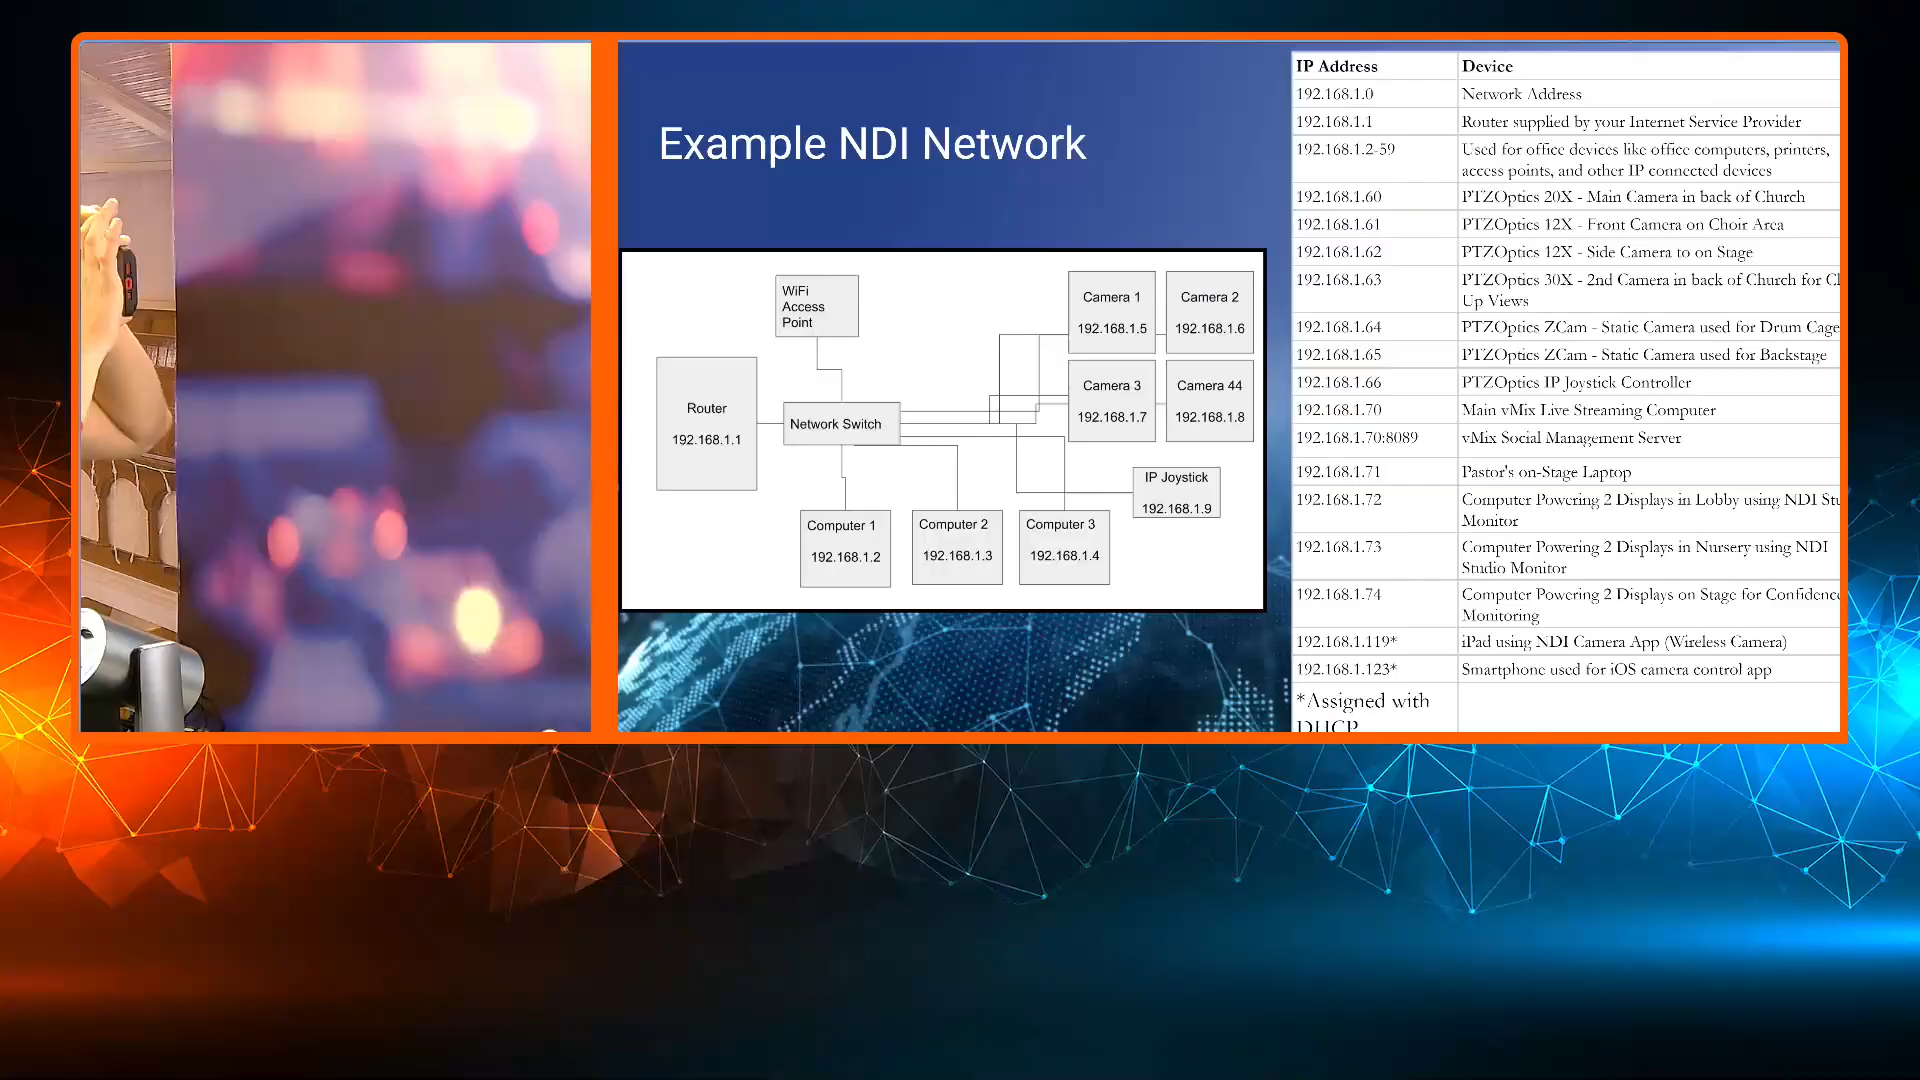 Example NDI Network
WiFi
Access
Point
Router
192.168.1.1
Network Switch
Camera 1
192.168.1.5
Camera 2
192.168.1.6
Camera 3
192.168.1.7
Camera 44
192.168.1.8
IP Joystick
192.168.1.9
Computer 1
192.168.1.2
Computer 2
192.168.1.3
Computer 3
192.168.1.4
IP Address Device
192.168.1.0 Network Address
192.168.1.1 Router supplied by your Internet Service Provider
192.168.1.2-59 Used for office devices like office computers, printers,
access points, and other IP connected devices
192.168.1.60 PTZOptics 20X - Main Camera in back of Church
192.168.1.61 PTZOptics 12X - Front Camera on Choir Area
192.168.1.62 PTZOptics 12X - Side Camera to on Stage
192.168.1.63 PTZOptics 30X - 2nd Camera in back of Church for
Up Views
192.168.1.64 PTZOptics ZCam - Static Camera used for Drum Cage
192.168.1.65 PTZOptics ZCam - Static Camera used for Backstage
192.168.1.66 PTZOptics IP Joystick Controller
192.168.1.70 Main vMix Live Streaming Computer
192.168.1.70:8089 vMix Social Management Server
192.168.1.71 Pastor's on-Stage Laptop
192.168.1.72 Computer Powering 2 Displays in Lobby using NDI
Monitor
192.168.1.73 Computer Powering 2 Displays in Nursery using NDI
Studio Monitor
192.168.1.74 Computer Powering 2 Displays on Stage for Confidence
Monitoring
192.168.1.119* iPad using NDI Camera App (Wireless Camera)
192.168.1.123* Smartphone used for iOS camera control app
*Assigned with
DHCP